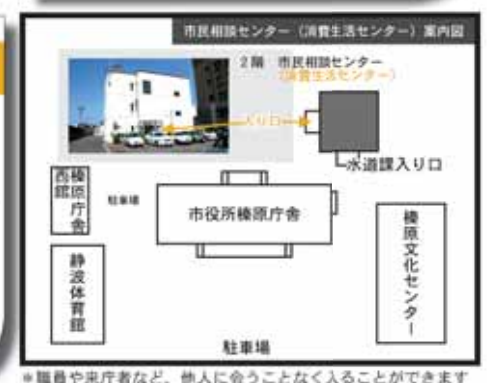 市民相談センター（消費生活センター）案内図
2階 市民相談センター
（消費生活センター）
入り口
水道課入り口
榛原庁舎
西館
駐車場
市役所榛原庁舎
榛原文化センター
静波体育館
駐車場
*職員や来庁者など、他人に会うことなく入ることができます